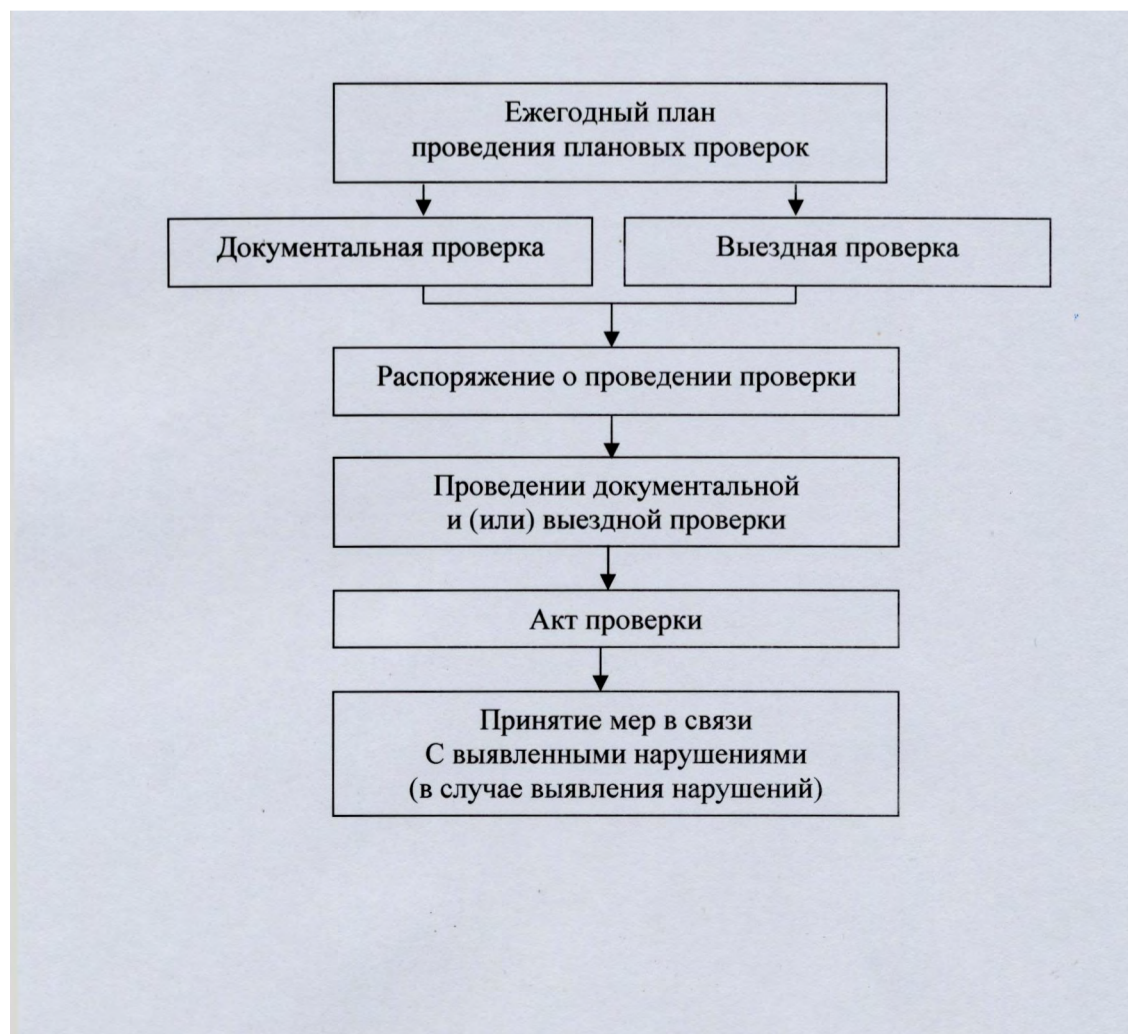 Ежегодный план
проведения плановых проверок
Документальная проверка
Выездная проверка
Распоряжение о проведении проверки
Проведении документальной
и (или) выездной проверки
Акт проверки
Принятие мер в связи
С выявленными нарушениями
(в случае выявления нарушений)